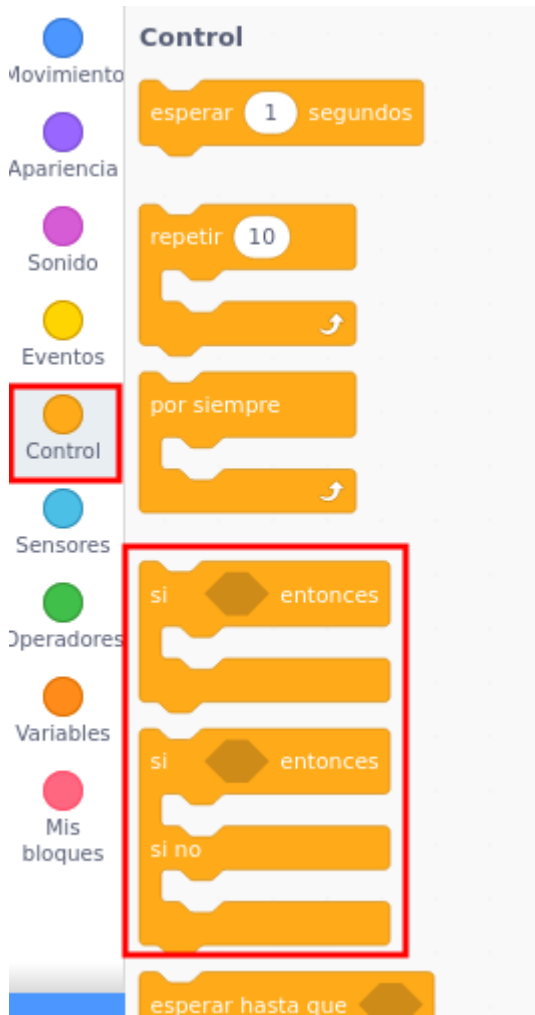 Movimiento
Apariencia
Sonido
Eventos
Control
Sensores
Operadores
Variables
Mis
bloques
Control
esperar 1 segundos
repetir 10
por siempre
si entonces
si entonces
si no
esperar hasta que